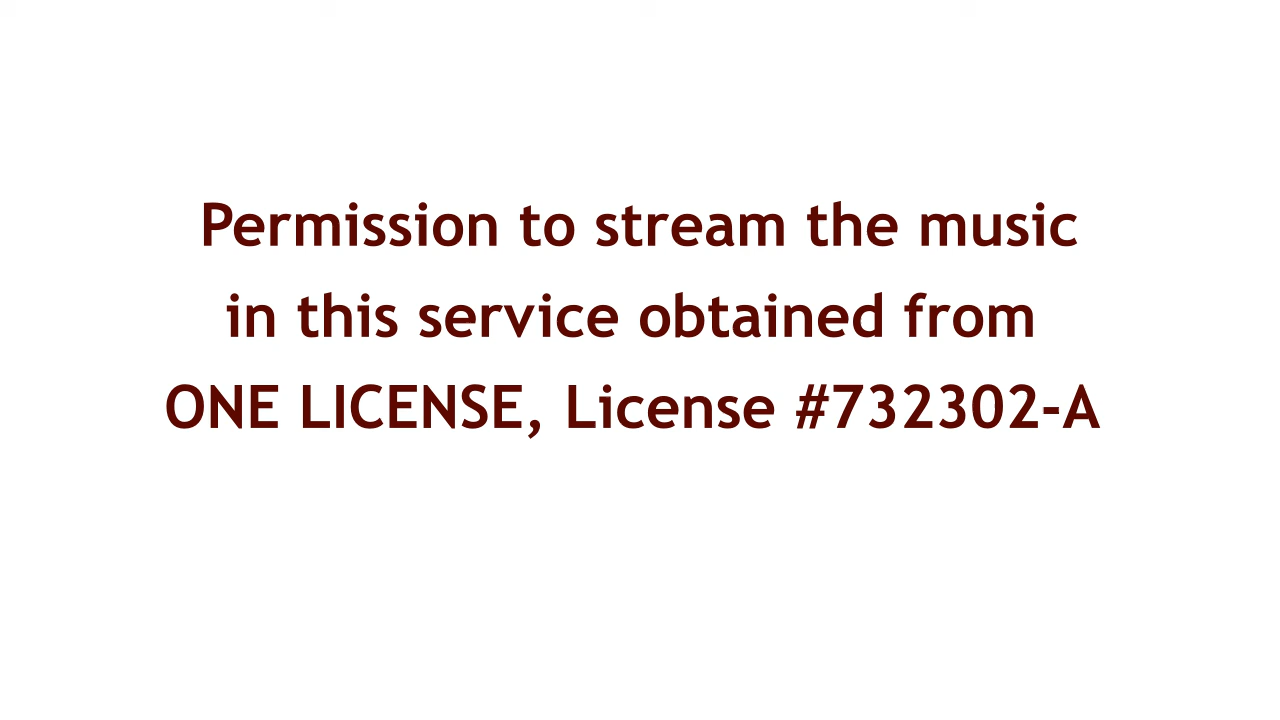 Permission to stream the music
in this service obtained from
ONE LICENSE, License #732302-A